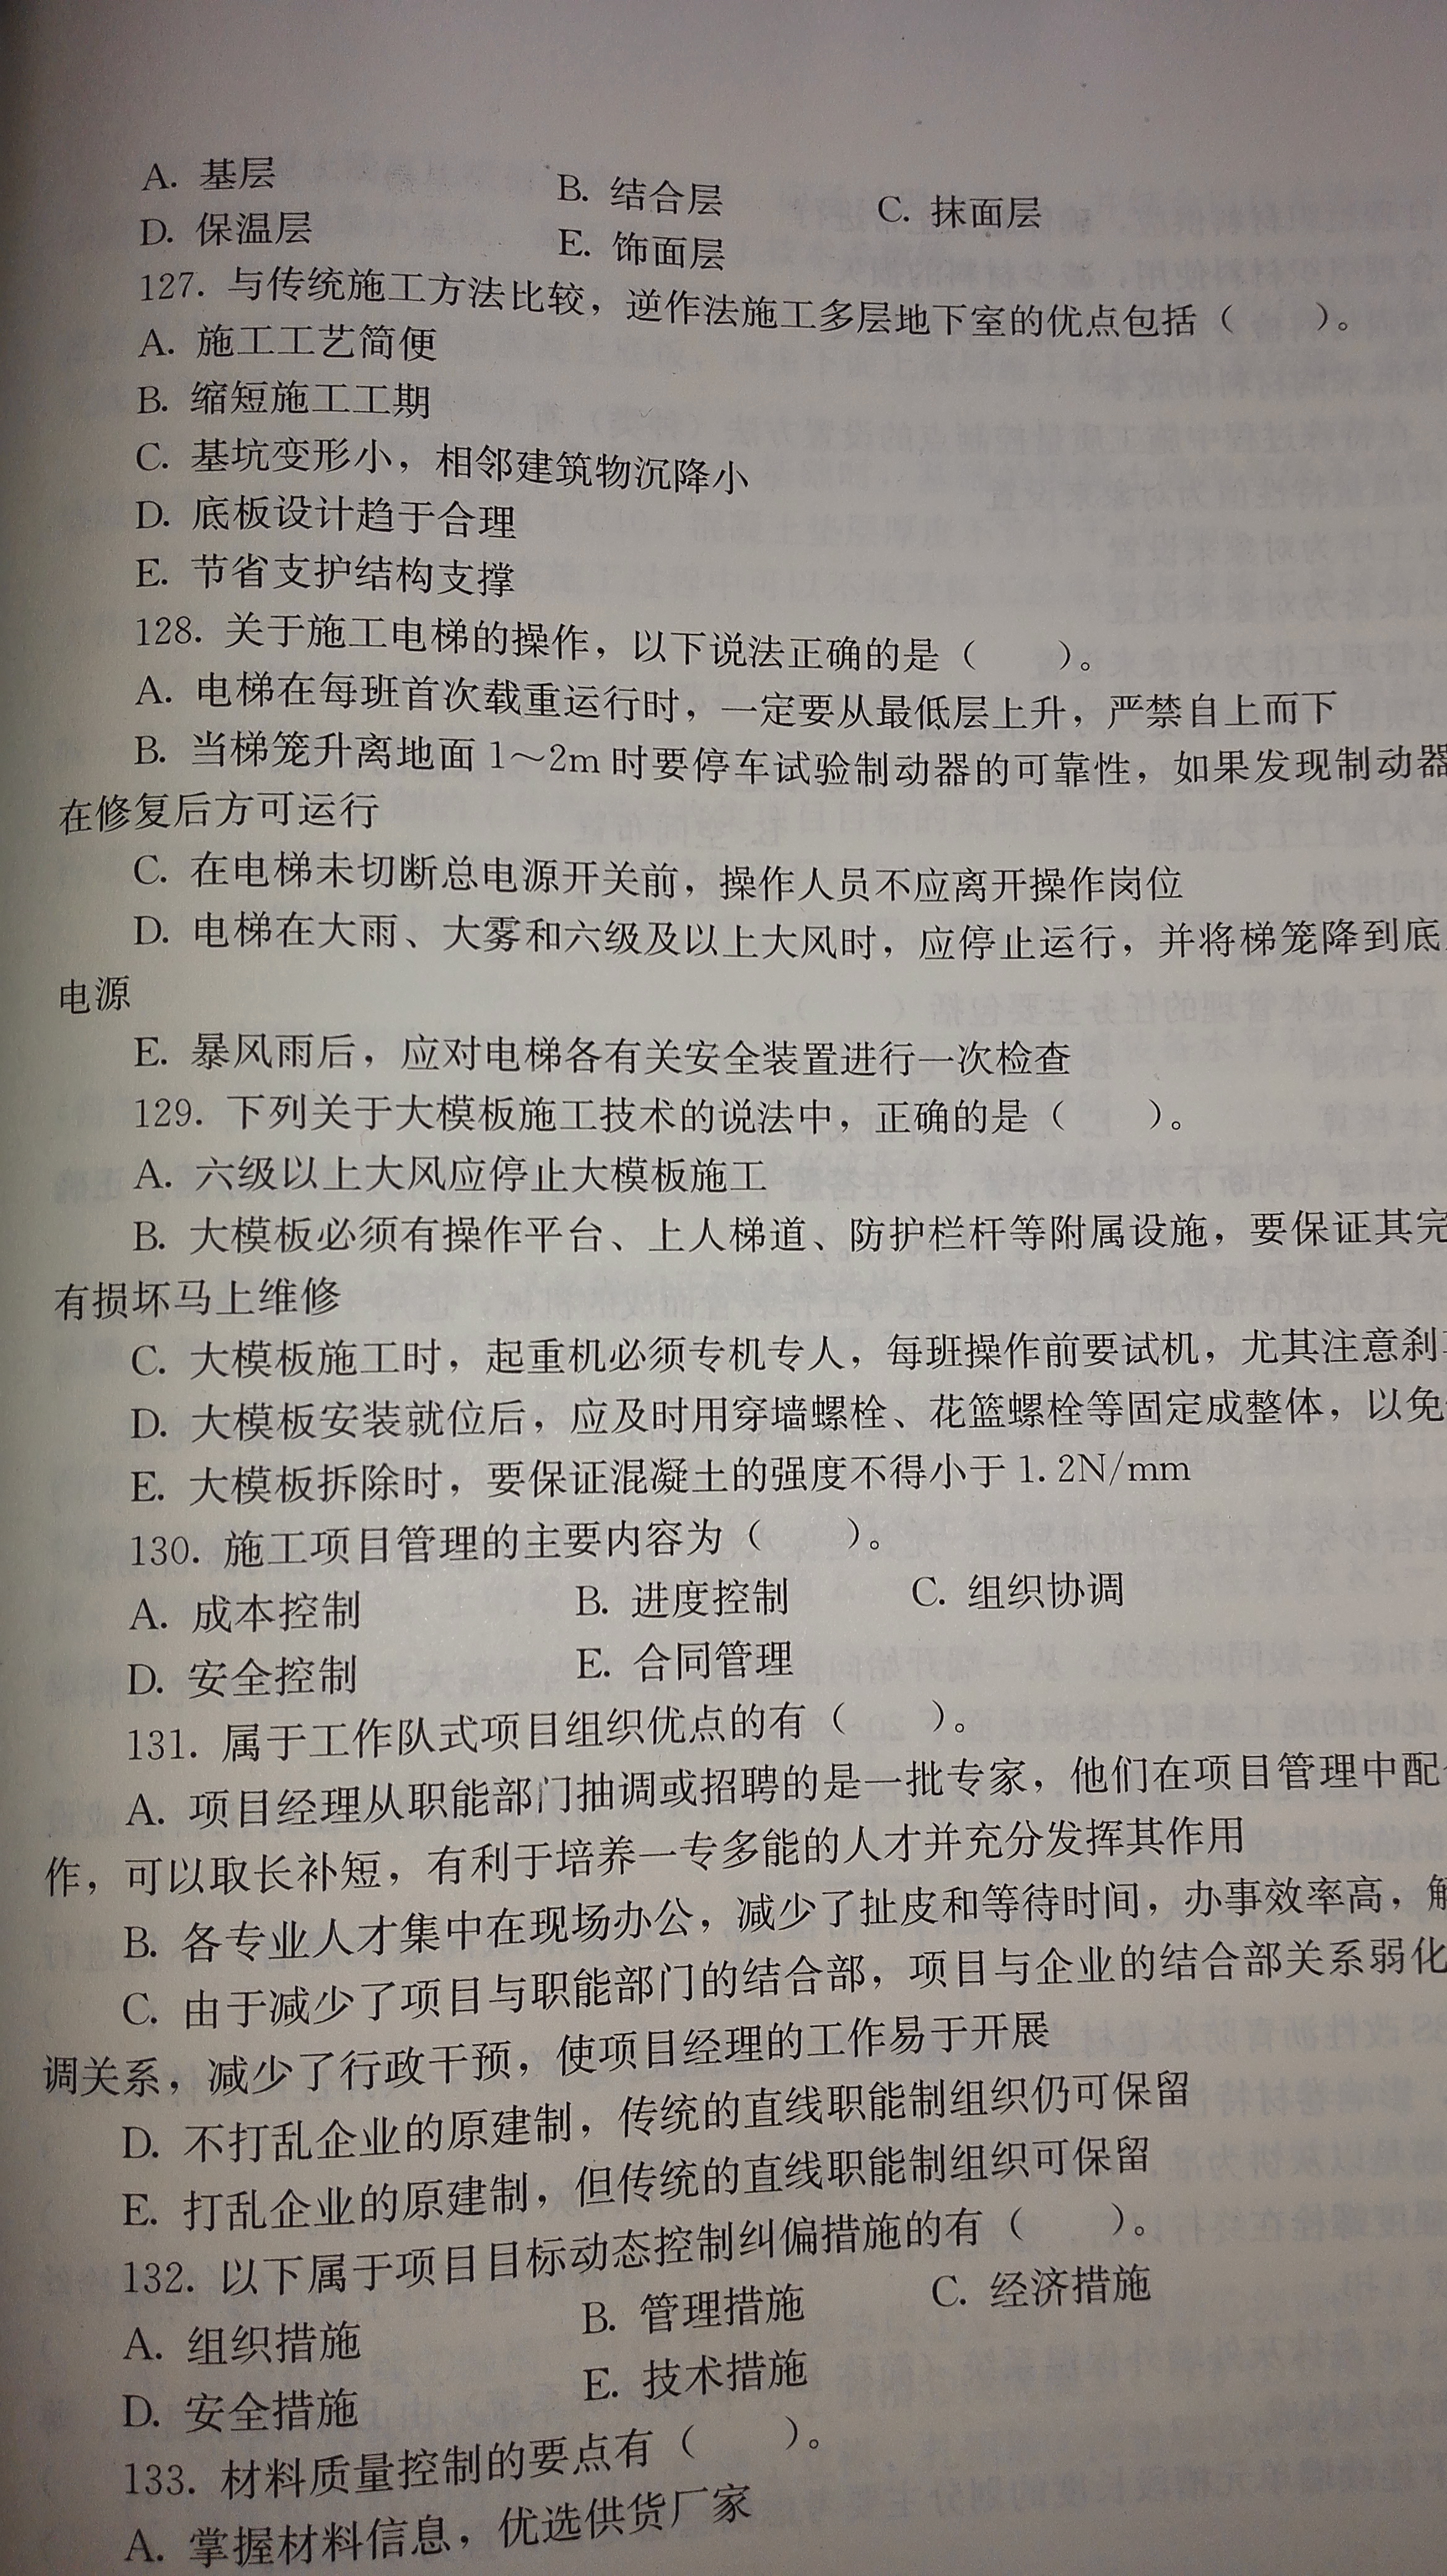 A. 基层 B. 结合层 C. 抹面层
D. 保温层 E. 饰面层
127. 与传统施工方法比较，逆作法施工多层地下室的优点包括（ ）。
A. 施工工艺简便
B. 缩短施工工期
C. 基坑变形小，相邻建筑物沉降小
D. 底板设计趋于合理
E. 节省支护结构支撑
128. 关于施工电梯的操作，以下说法正确的是（ ）。
A. 电梯在每班首次载重运行时，一定要从最低层上升，严禁自上而下
B. 当梯笼升离地面 1～2m 时要停车试验制动器的可靠性，如果发现制动器
在修复后方可运行
C. 在电梯未切断总电源开关前，操作人员不应离开操作岗位
D. 电梯在大雨、大雾和六级及以上大风时，应停止运行，并将梯笼降到底
电源
E. 暴风雨后，应对电梯各有关安全装置进行一次检查
129. 下列关于大模板施工技术的说法中，正确的是（ ）。
A. 六级以上大风应停止大模板施工
B. 大模板必须有操作平台、上人梯道、防护栏杆等附属设施，要保证其完
有损坏马上维修
C. 大模板施工时，起重机必须专机专人，每班操作前要试机，尤其注意刹
D. 大模板安装就位后，应及时用穿墙螺栓、花篮螺栓等固定成整体，以免
E. 大模板拆除时，要保证混凝土的强度不得小于 1.2N/mm
130. 施工项目管理的主要内容为（ ）。
A. 成本控制 B. 进度控制 C. 组织协调
D. 安全控制 E. 合同管理
131. 属于工作队式项目组织优点的有（ ）。
A. 项目经理从职能部门抽调或招聘的是一批专家，他们在项目管理中配
作，可以取长补短，有利于培养一专多能的人才并充分发挥其作用
B. 各专业人才集中在现场办公，减少了扯皮和等待时间，办事效率高，解
C. 由于减少了项目与职能部门的结合部，项目与企业的结合部关系弱化
调关系，减少了行政干预，使项目经理的工作易于开展
D. 不打乱企业的原建制，传统的直线职能制组织仍可保留
E. 打乱企业的原建制，但传统的直线职能制组织可保留
132. 以下属于项目目标动态控制纠偏措施的有（ ）。
A. 组织措施 B. 管理措施 C. 经济措施
D. 安全措施 E. 技术措施
133. 材料质量控制的要点有（ ）。
A. 掌握材料信息，优选供货厂家